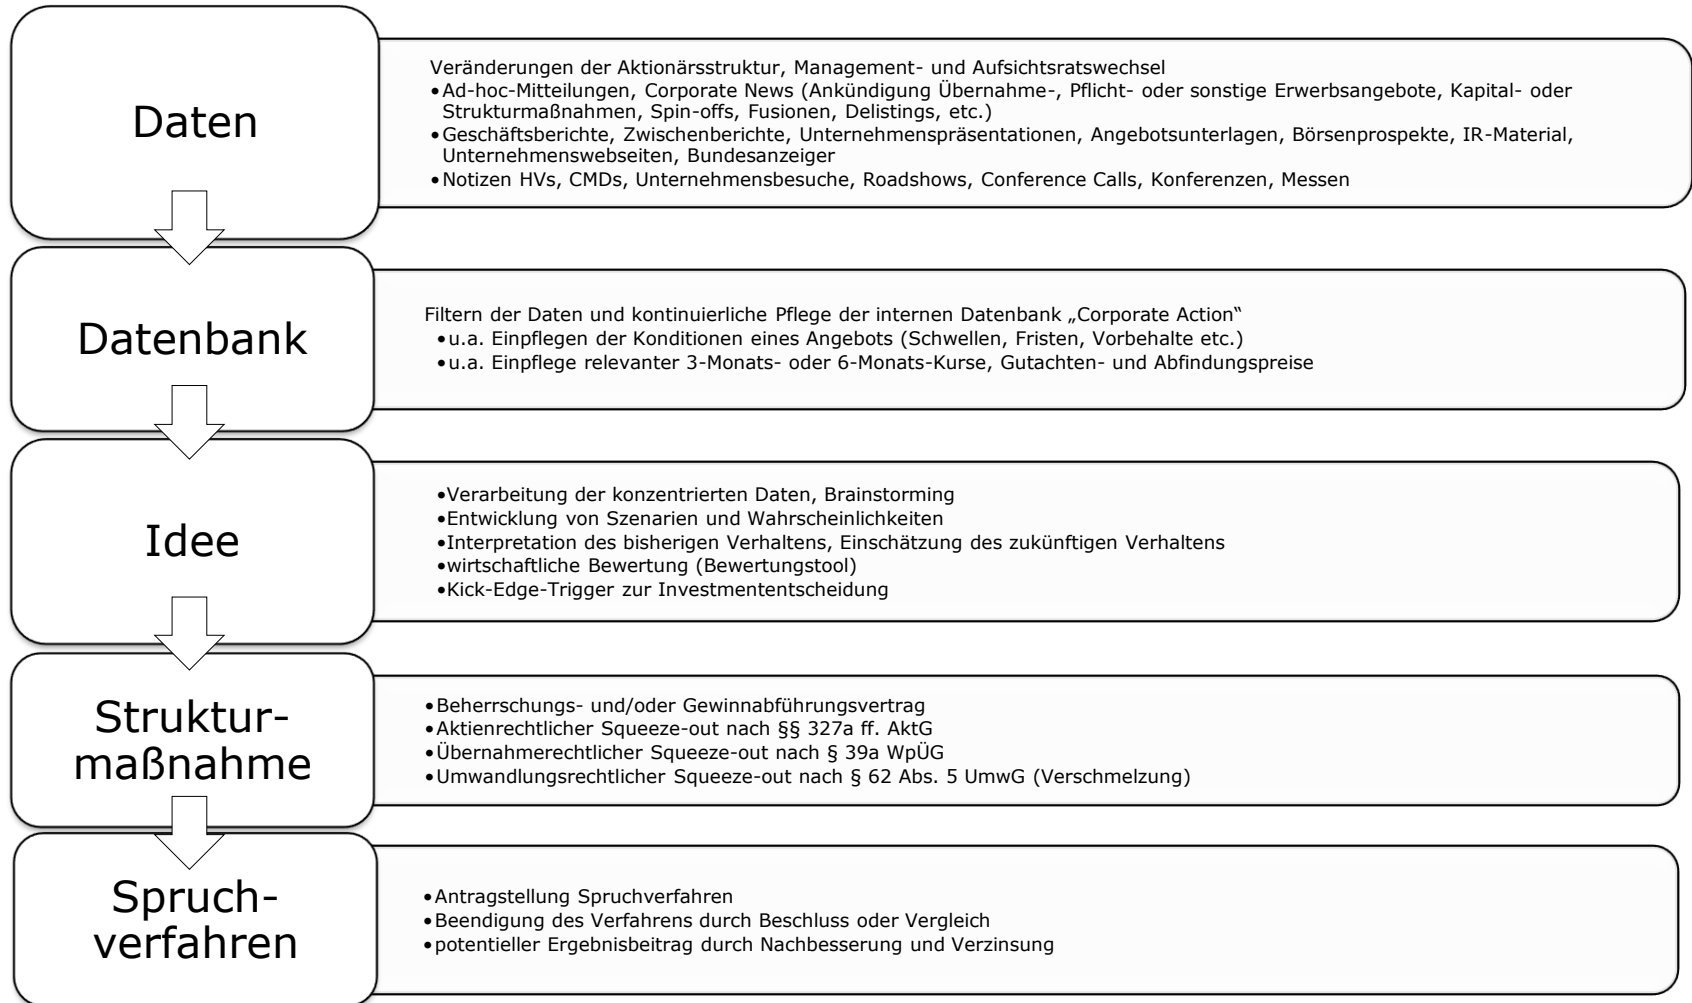 Daten
Veränderungen der Aktionärsstruktur, Management- und Aufsichtsratswechsel
•Ad-hoc-Mitteilungen, Corporate News (Ankündigung Übernahme-, Pflicht- oder sonstige Erwerbsangebote, Kapital- oder
Strukturmaßnahmen, Spin-offs, Fusionen, Delistings, etc.)
•Geschäftsberichte, Zwischenberichte, Unternehmenspräsentationen, Angebotsunterlagen, Börsenprospekte, IR-Material,
Unternehmenswebseiten, Bundesanzeiger
•Notizen HVs, CMDs, Unternehmensbesuche, Roadshows, Conference Calls, Konferenzen, Messen
Datenbank
Filtern der Daten und kontinuierliche Pflege der internen Datenbank „Corporate Action“
•u.a. Einpflegen der Konditionen eines Angebots (Schwellen, Fristen, Vorbehalte etc.)
•u.a. Einpflege relevanter 3-Monats- oder 6-Monats-Kurse, Gutachten- und Abfindungspreise
Idee
•Verarbeitung der konzentrierten Daten, Brainstorming
•Entwicklung von Szenarien und Wahrscheinlichkeiten
•Interpretation des bisherigen Verhaltens, Einschätzung des zukünftigen Verhaltens
•wirtschaftliche Bewertung (Bewertungstool)
•Kick-Edge-Trigger zur Investmententscheidung
Struktur-
maßnahme
•Beherrschungs- und/oder Gewinnabführungsvertrag
•Aktienrechtlicher Squeeze-out nach §§ 327a ff. AktG
•Übernahmerechtlicher Squeeze-out nach § 39a WpÜG
•Umwandlungsrechtlicher Squeeze-out nach § 62 Abs. 5 UmwG (Verschmelzung)
Spruch-
verfahren
•Antragstellung Spruchverfahren
•Beendigung des Verfahrens durch Beschluss oder Vergleich
•potentieller Ergebnisbeitrag durch Nachbesserung und Verzinsung